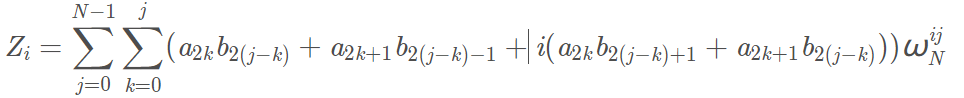 Z_i = \sum_{j=0}^{N-1} \sum_{k=0}^{j} (a_{2k}b_{2(j-k)} + a_{2k+1}b_{2(j-k)-1} + i(a_{2k}b_{2(j-k)+1} + a_{2k+1}b_{2(j-k)})) ω_N^{ij}